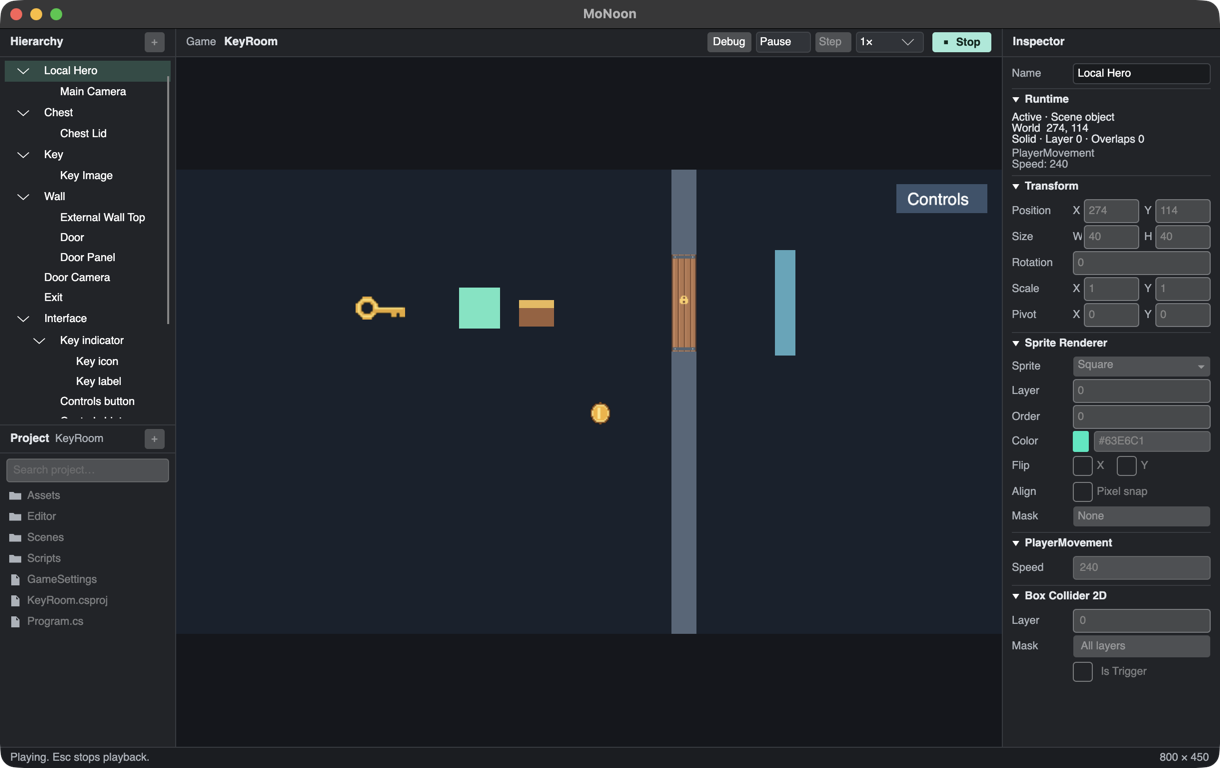 MoNoon
Hierarchy +
Local Hero
Main Camera
Chest
Chest Lid
Key
Key Image
Wall
External Wall Top
Door
Door Panel
Door Camera
Exit
Interface
Key indicator
Key icon
Key label
Controls button
Project KeyRoom +
Search project...
Assets
Editor
Scenes
Scripts
GameSettings
KeyRoom.csproj
Program.cs
Game KeyRoom Debug Pause Step 1× Stop
Controls
Inspector
Name Local Hero
Runtime
Active · Scene object
World 274, 114
Solid · Layer 0 · Overlaps 0
PlayerMovement
Speed: 240
Transform
Position X 274 Y 114
Size W 40 H 40
Rotation 0
Scale X 1 Y 1
Pivot X 0 Y 0
Sprite Renderer
Sprite Square
Layer 0
Order 0
Color #63E6C1
Flip X Y
Align Pixel snap
Mask None
PlayerMovement
Speed 240
Box Collider 2D
Layer 0
Mask All layers
Is Trigger
Playing. Esc stops playback. 800 × 450